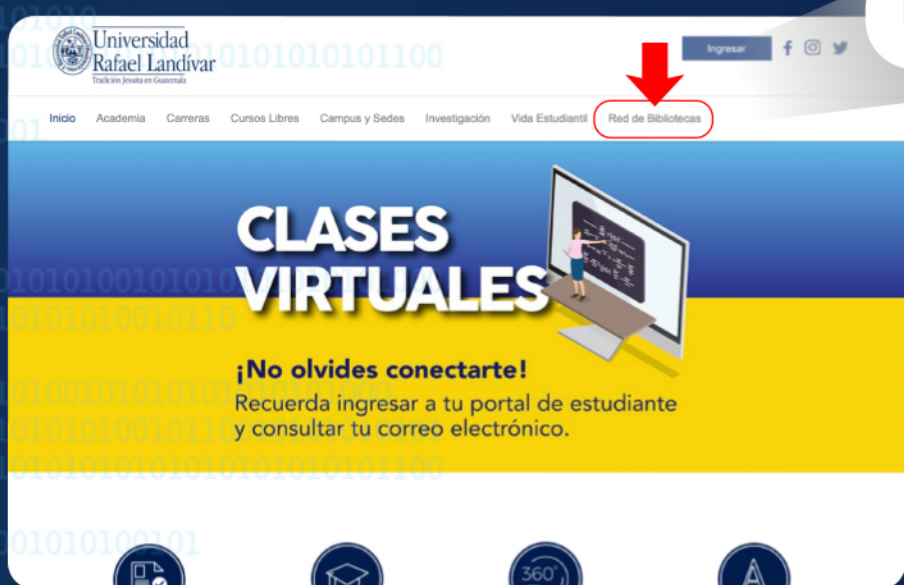 Universidad
Rafael Landívar
Tradición Jesuita en Guatemala
Ingresar
Inicio Academia Carreras Cursos Libres Campus y Sedes Investigación Vida Estudiantil Red de Bibliotecas
CLASES
VIRTUALES
¡No olvides conectarte!
Recuerda ingresar a tu portal de estudiante
y consultar tu correo electrónico.
360°